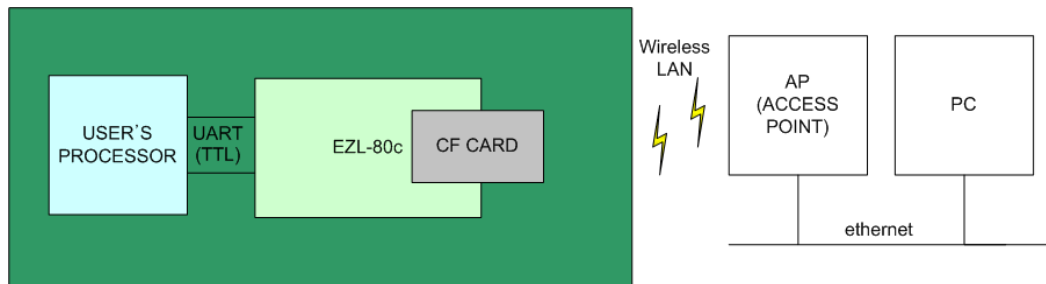 USER'S
PROCESSOR
UART
(TTL)
EZL-80c
CF CARD
Wireless
LAN
AP
(ACCESS
POINT)
PC
ethernet